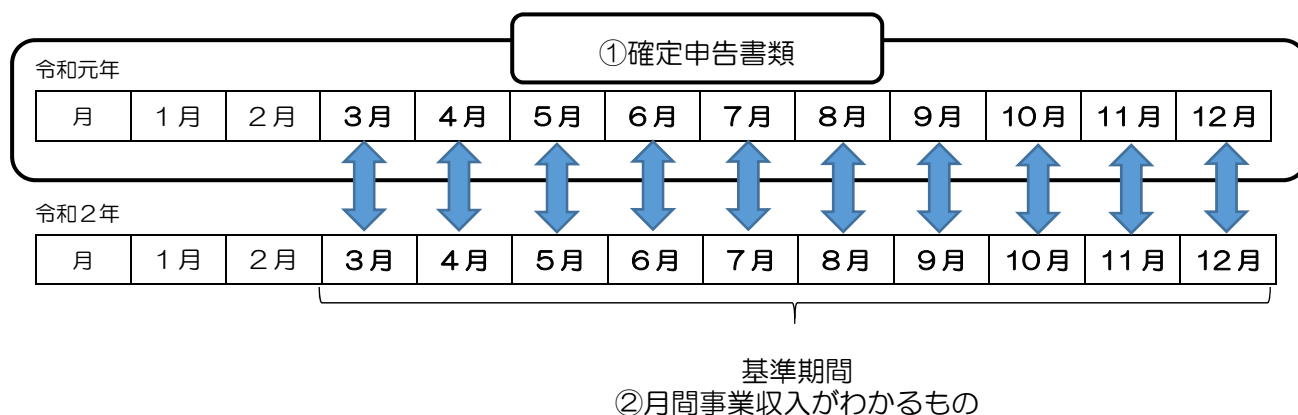 ①確定申告書類
令和元年
月 1月 2月 3月 4月 5月 6月 7月 8月 9月 10月 11月 12月
令和2年
月 1月 2月 3月 4月 5月 6月 7月 8月 9月 10月 11月 12月
基準期間
②月間事業収入がわかるもの